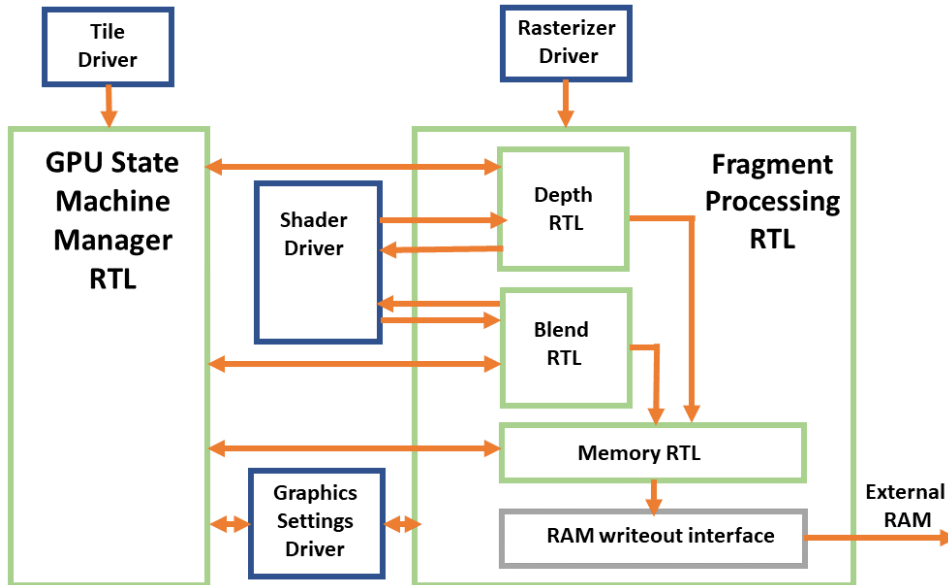 Tile
Driver
Rasterizer
Driver
GPU State
Machine
Manager
RTL
Shader
Driver
Depth
RTL
Fragment
Processing
RTL
Blend
RTL
Memory RTL
Graphics
Settings
Driver
RAM writeout interface
External
RAM